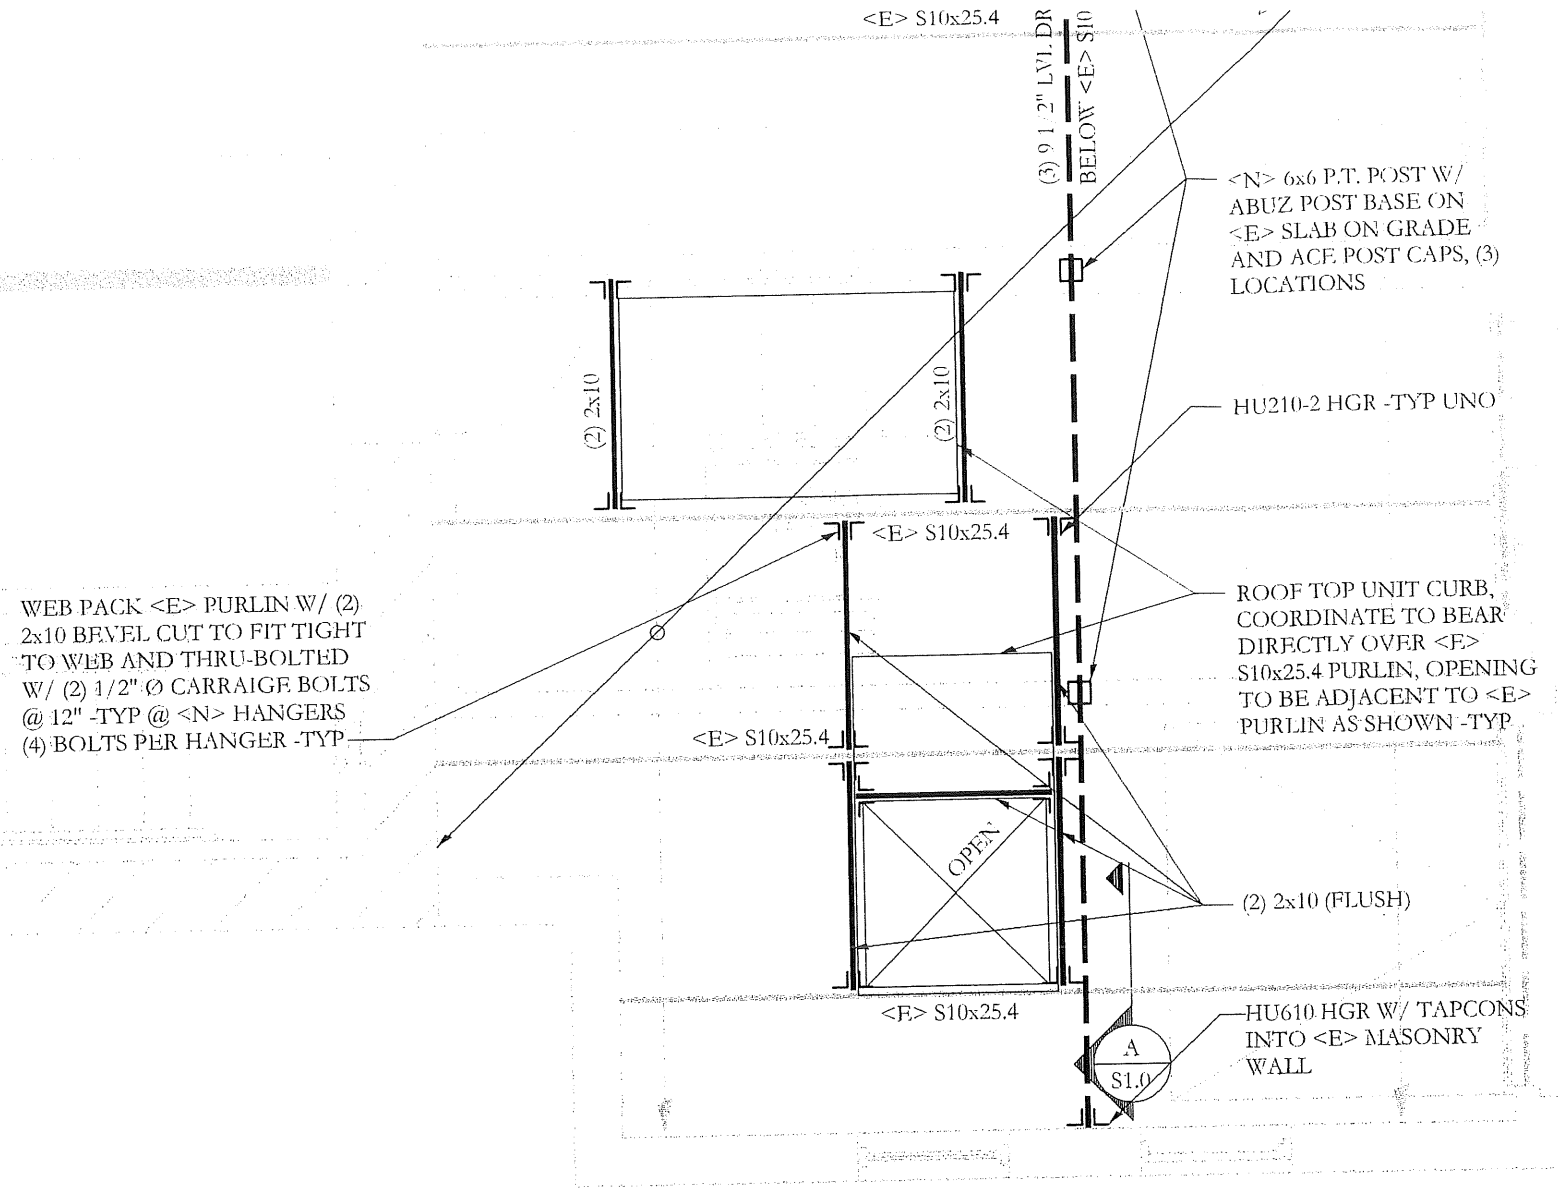 <E> S10x25.4
(3) 9 1/2" LVL DR
BELOW <E> S10
<N> 6x6 P.T. POST W/
ABUZ POST BASE ON
<E> SLAB ON GRADE
AND ACE POST CAPS, (3)
LOCATIONS
(2) 2x10
(2) 2x10
HU210-2 HGR -TYP UNO
<E> S10x25.4
WEB PACK <E> PURLIN W/ (2)
2x10 BEVEL CUT TO FIT TIGHT
TO WEB AND THRU-BOLTED
W/ (2) 1/2" Ø CARRAIGE BOLTS
@ 12" -TYP @ <N> HANGERS
(4) BOLTS PER HANGER -TYP
ROOF TOP UNIT CURB,
COORDINATE TO BEAR
DIRECTLY OVER <E>
S10x25.4 PURLIN, OPENING
TO BE ADJACENT TO <E>
PURLIN AS SHOWN -TYP
<E> S10x25.4
OPEN
(2) 2x10 (FLUSH)
<E> S10x25.4
HU610 HGR W/ TAPCONS
INTO <E> MASONRY
WALL
A
S1.0